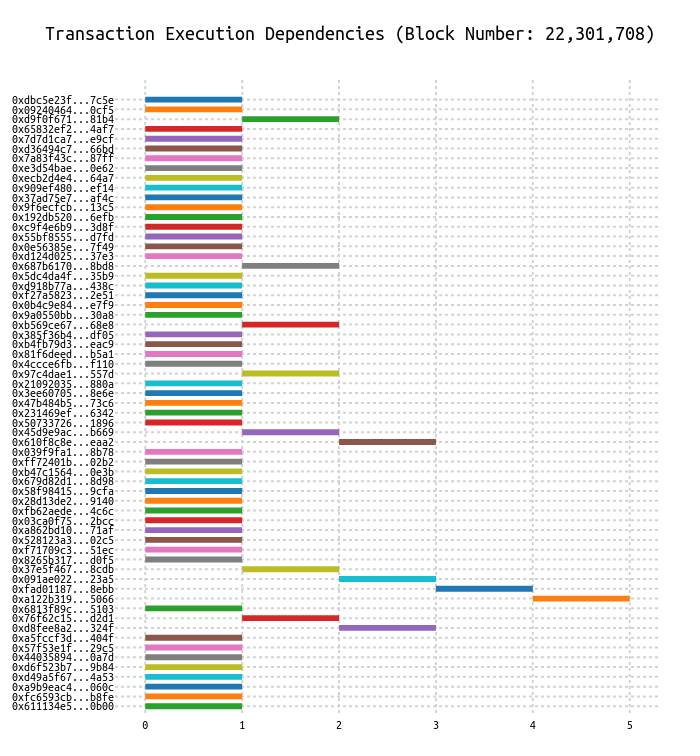 Transaction Execution Dependencies (Block Number: 22,301,708)
0xdbc5e23f...7c5e
0x09240464...0cf5
0xd9f0f671...81b4
0x65832ef2...4af7
0x7d7d1ca7...e9cf
0xd36494c7...66bd
0x7a83f43c...87ff
0xe3d54bae...0e62
0xecb2d4e4...64a7
0x909ef480...ef14
0x37ad75e7...af4c
0x9f6ecfcb...13c5
0x192db520...6efb
0xc9f4e6b9...3d8f
0x55bf8555...d7fd
0x0e56385e...7f49
0xd124d025...37e3
0x687b6170...8bd8
0x5dc4da4f...35b9
0xd918b77a...438c
0xf27a5823...2e51
0x0b4c9e84...e7f9
0x9a0550bb...30a8
0xb569ce67...68e8
0x385f36b4...df05
0xb4fb79d3...eac9
0x81f6deed...b5a1
0x4ccce6fb...f110
0x97c4dae1...557d
0x21092035...880a
0x3ee60705...8e6e
0x47b484b5...73c6
0x231469ef...6342
0x50733726...1896
0x45d9e9ac...b669
0x610f8c8e...eaa2
0x039f9fa1...8b78
0xff72401b...02b2
0xb47c1564...0e3b
0x679d82d1...8d98
0x58f98415...9cfa
0x28d13de2...9140
0xfb62aede...4c6c
0x03ca0f75...2bcc
0xa862bd10...71af
0x528123a3...02c5
0xf71709c3...51ec
0x8265b317...d0f5
0x37e5f467...8cdb
0x091ae022...23a5
0xfad01187...8ebb
0xa122b319...5066
0x6813f89c...5103
0x76f62c15...d2d1
0xd8fee8a2...324f
0xa5fccf3d...404f
0x57f53e1f...29c5
0x44035894...0a7d
0xd6f523b7...9b84
0xd49a5f67...4a53
0xa9b9eac4...060c
0xfc6593cb...b8fe
0x611134e5...0b00
0 1 2 3 4 5